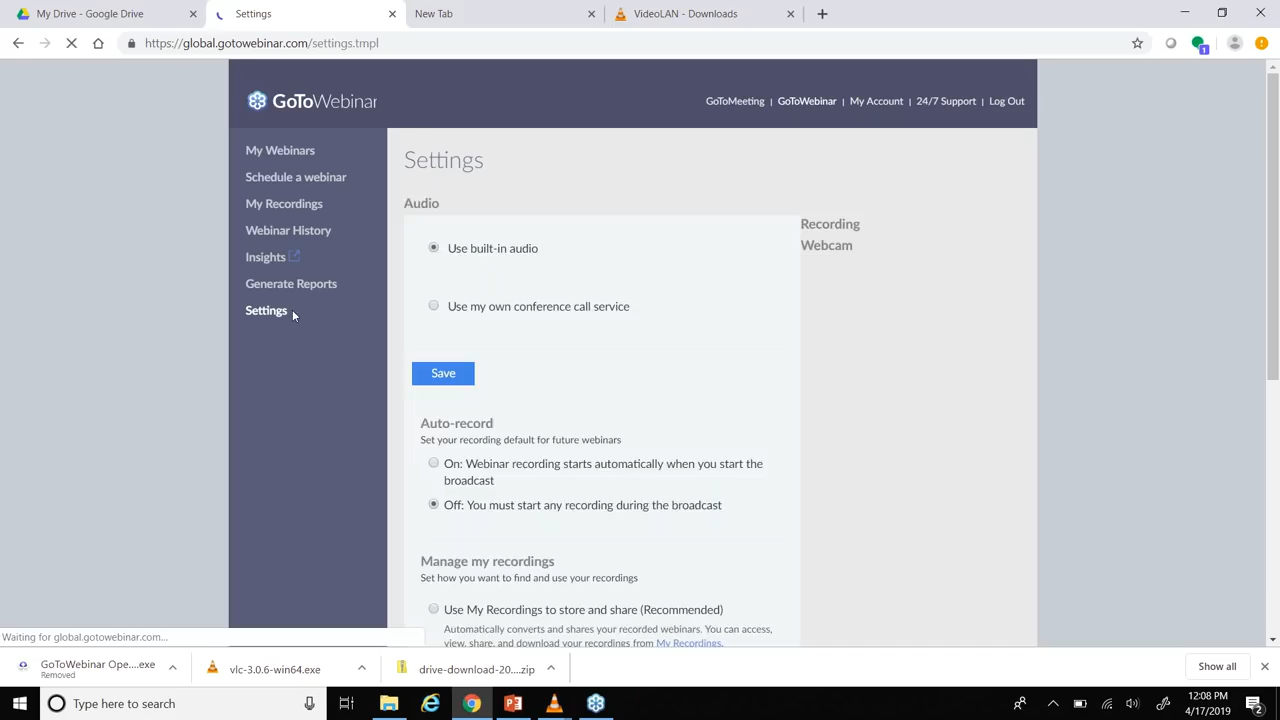 My Drive - Google Drive
Settings
New Tab
VideoLAN - Downloads
https://global.gotowebinar.com/settings.tmpl
1
GoToWebinar
GoToMeeting | GoToWebinar | My Account | 24/7 Support | Log Out
My Webinars
Schedule a webinar
My Recordings
Webinar History
Insights
Generate Reports
Settings
Settings
Audio
Use built-in audio
Use my own conference call service
Save
Recording
Webcam
Auto-record
Set your recording default for future webinars
On: Webinar recording starts automatically when you start the
broadcast
Off: You must start any recording during the broadcast
Manage my recordings
Set how you want to find and use your recordings
Use My Recordings to store and share (Recommended)
Automatically converts and shares your recorded webinars. You can access,
view, share, and download your recordings from My Recordings.
Waiting for global.gotowebinar.com...
GoToWebinar Ope....exe
Removed
vlc-3.0.6-win64.exe
drive-download-20....zip
Show all
Type here to search
12:08 PM
4/17/2019
2